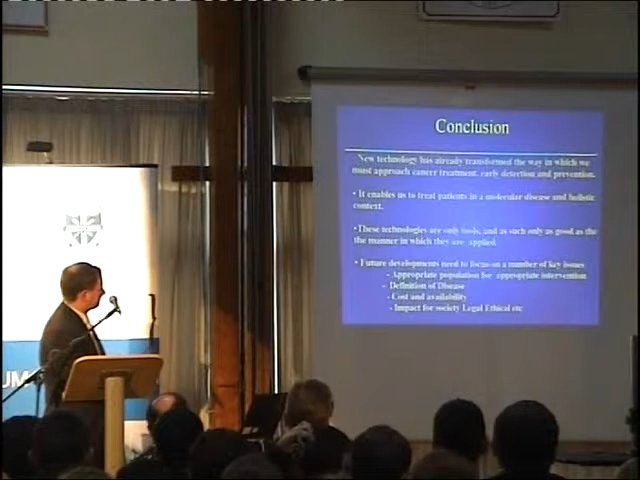 Conclusion
New technology has already transformed the way in which we
must approach cancer treatment, early detection and prevention.
• It enables us to treat patients in a molecular disease and holistic
context.
•These technologies are only tools, and as such only as good as the
the manner in which they are applied.
• Future developments need to focus on a number of key issues
- Appropriate population for appropriate intervention
- Definition of Disease
- Cost and availability
- Impact for society Legal Ethical etc
UM